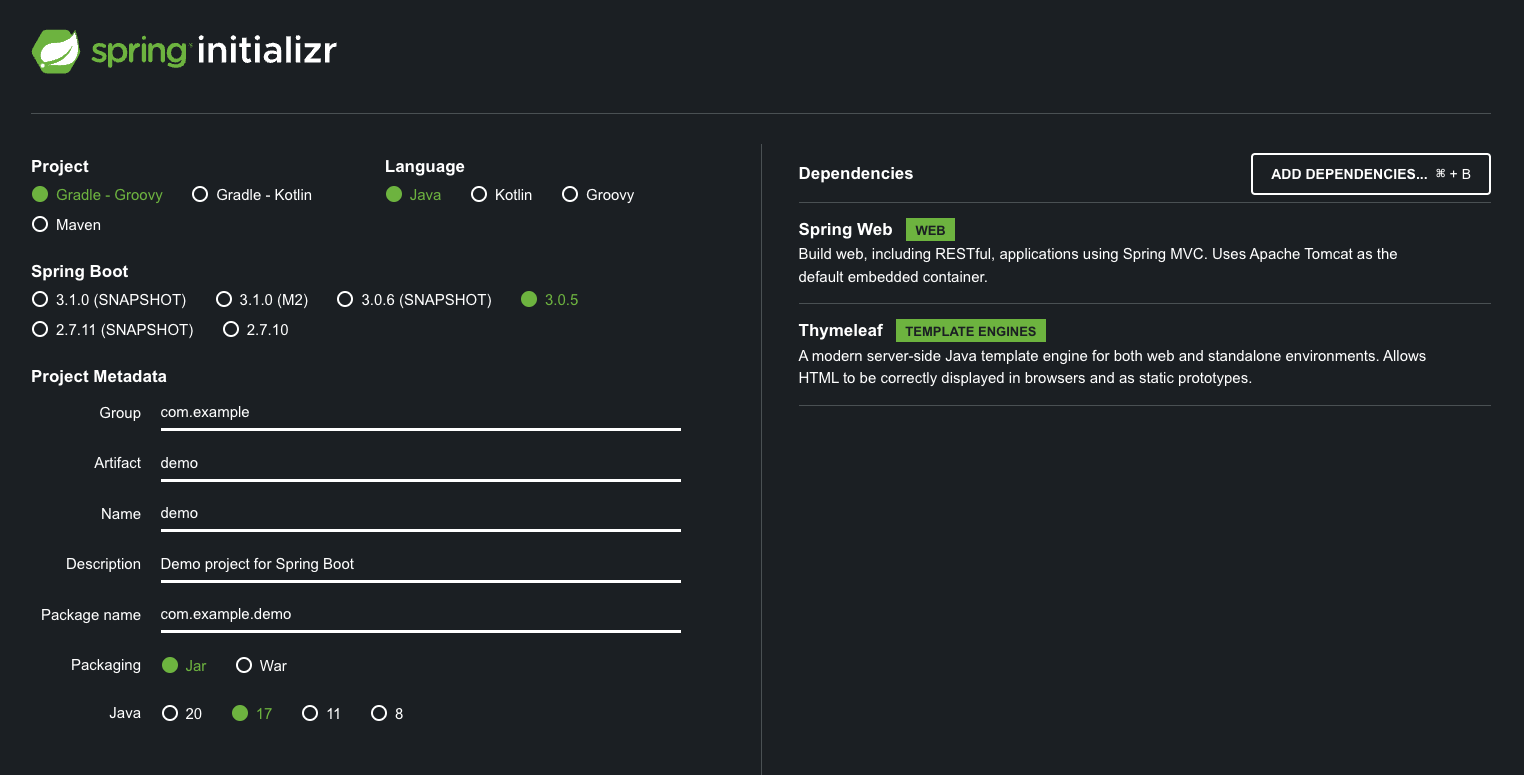 spring initializr
Project
Gradle - Groovy Gradle - Kotlin
Maven
Language
Java Kotlin Groovy
Spring Boot
3.1.0 (SNAPSHOT) 3.1.0 (M2) 3.0.6 (SNAPSHOT) 3.0.5
2.7.11 (SNAPSHOT) 2.7.10
Project Metadata
Group com.example
Artifact demo
Name demo
Description Demo project for Spring Boot
Package name com.example.demo
Packaging Jar War
Java 20 17 11 8
Dependencies
ADD DEPENDENCIES... ⌘ + B
Spring Web WEB
Build web, including RESTful, applications using Spring MVC. Uses Apache Tomcat as the
default embedded container.
Thymeleaf TEMPLATE ENGINES
A modern server-side Java template engine for both web and standalone environments. Allows
HTML to be correctly displayed in browsers and as static prototypes.